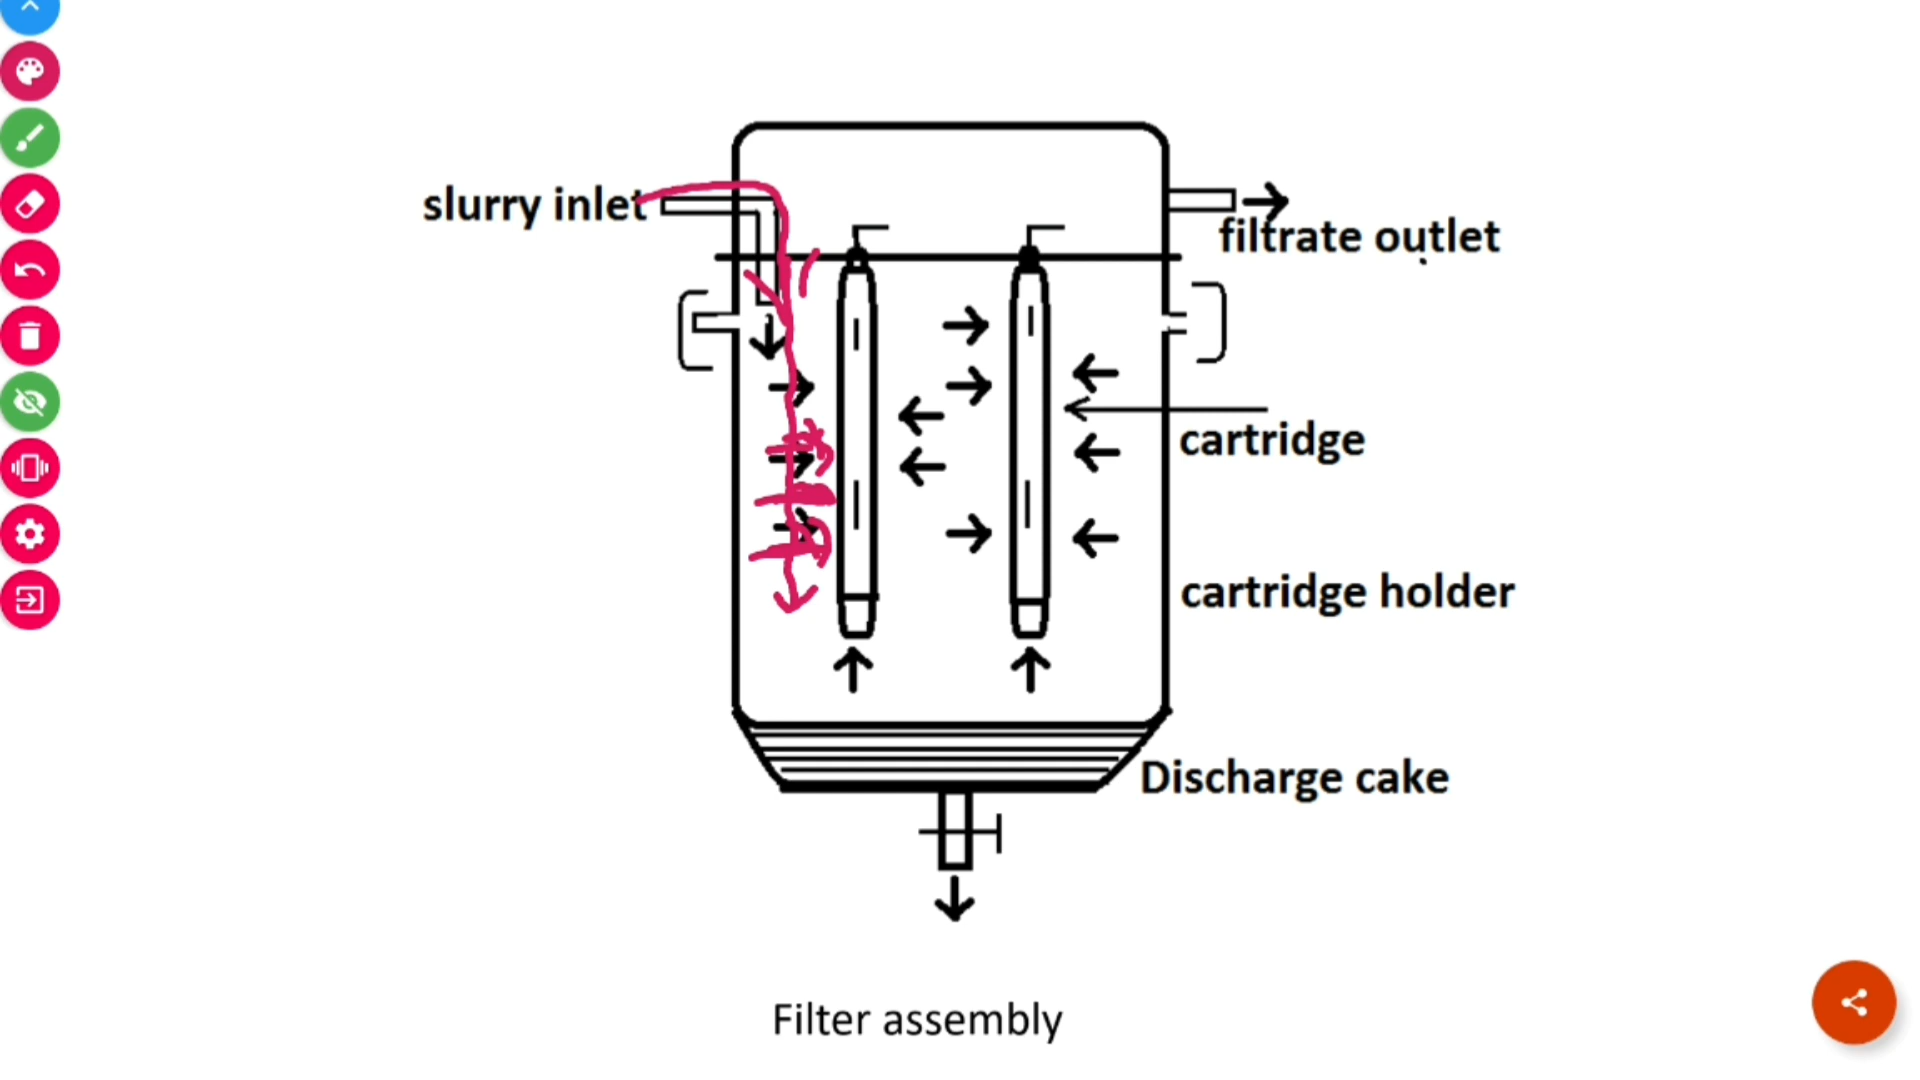 slurry inlet
filtrate outlet
cartridge
cartridge holder
Discharge cake
Filter assembly